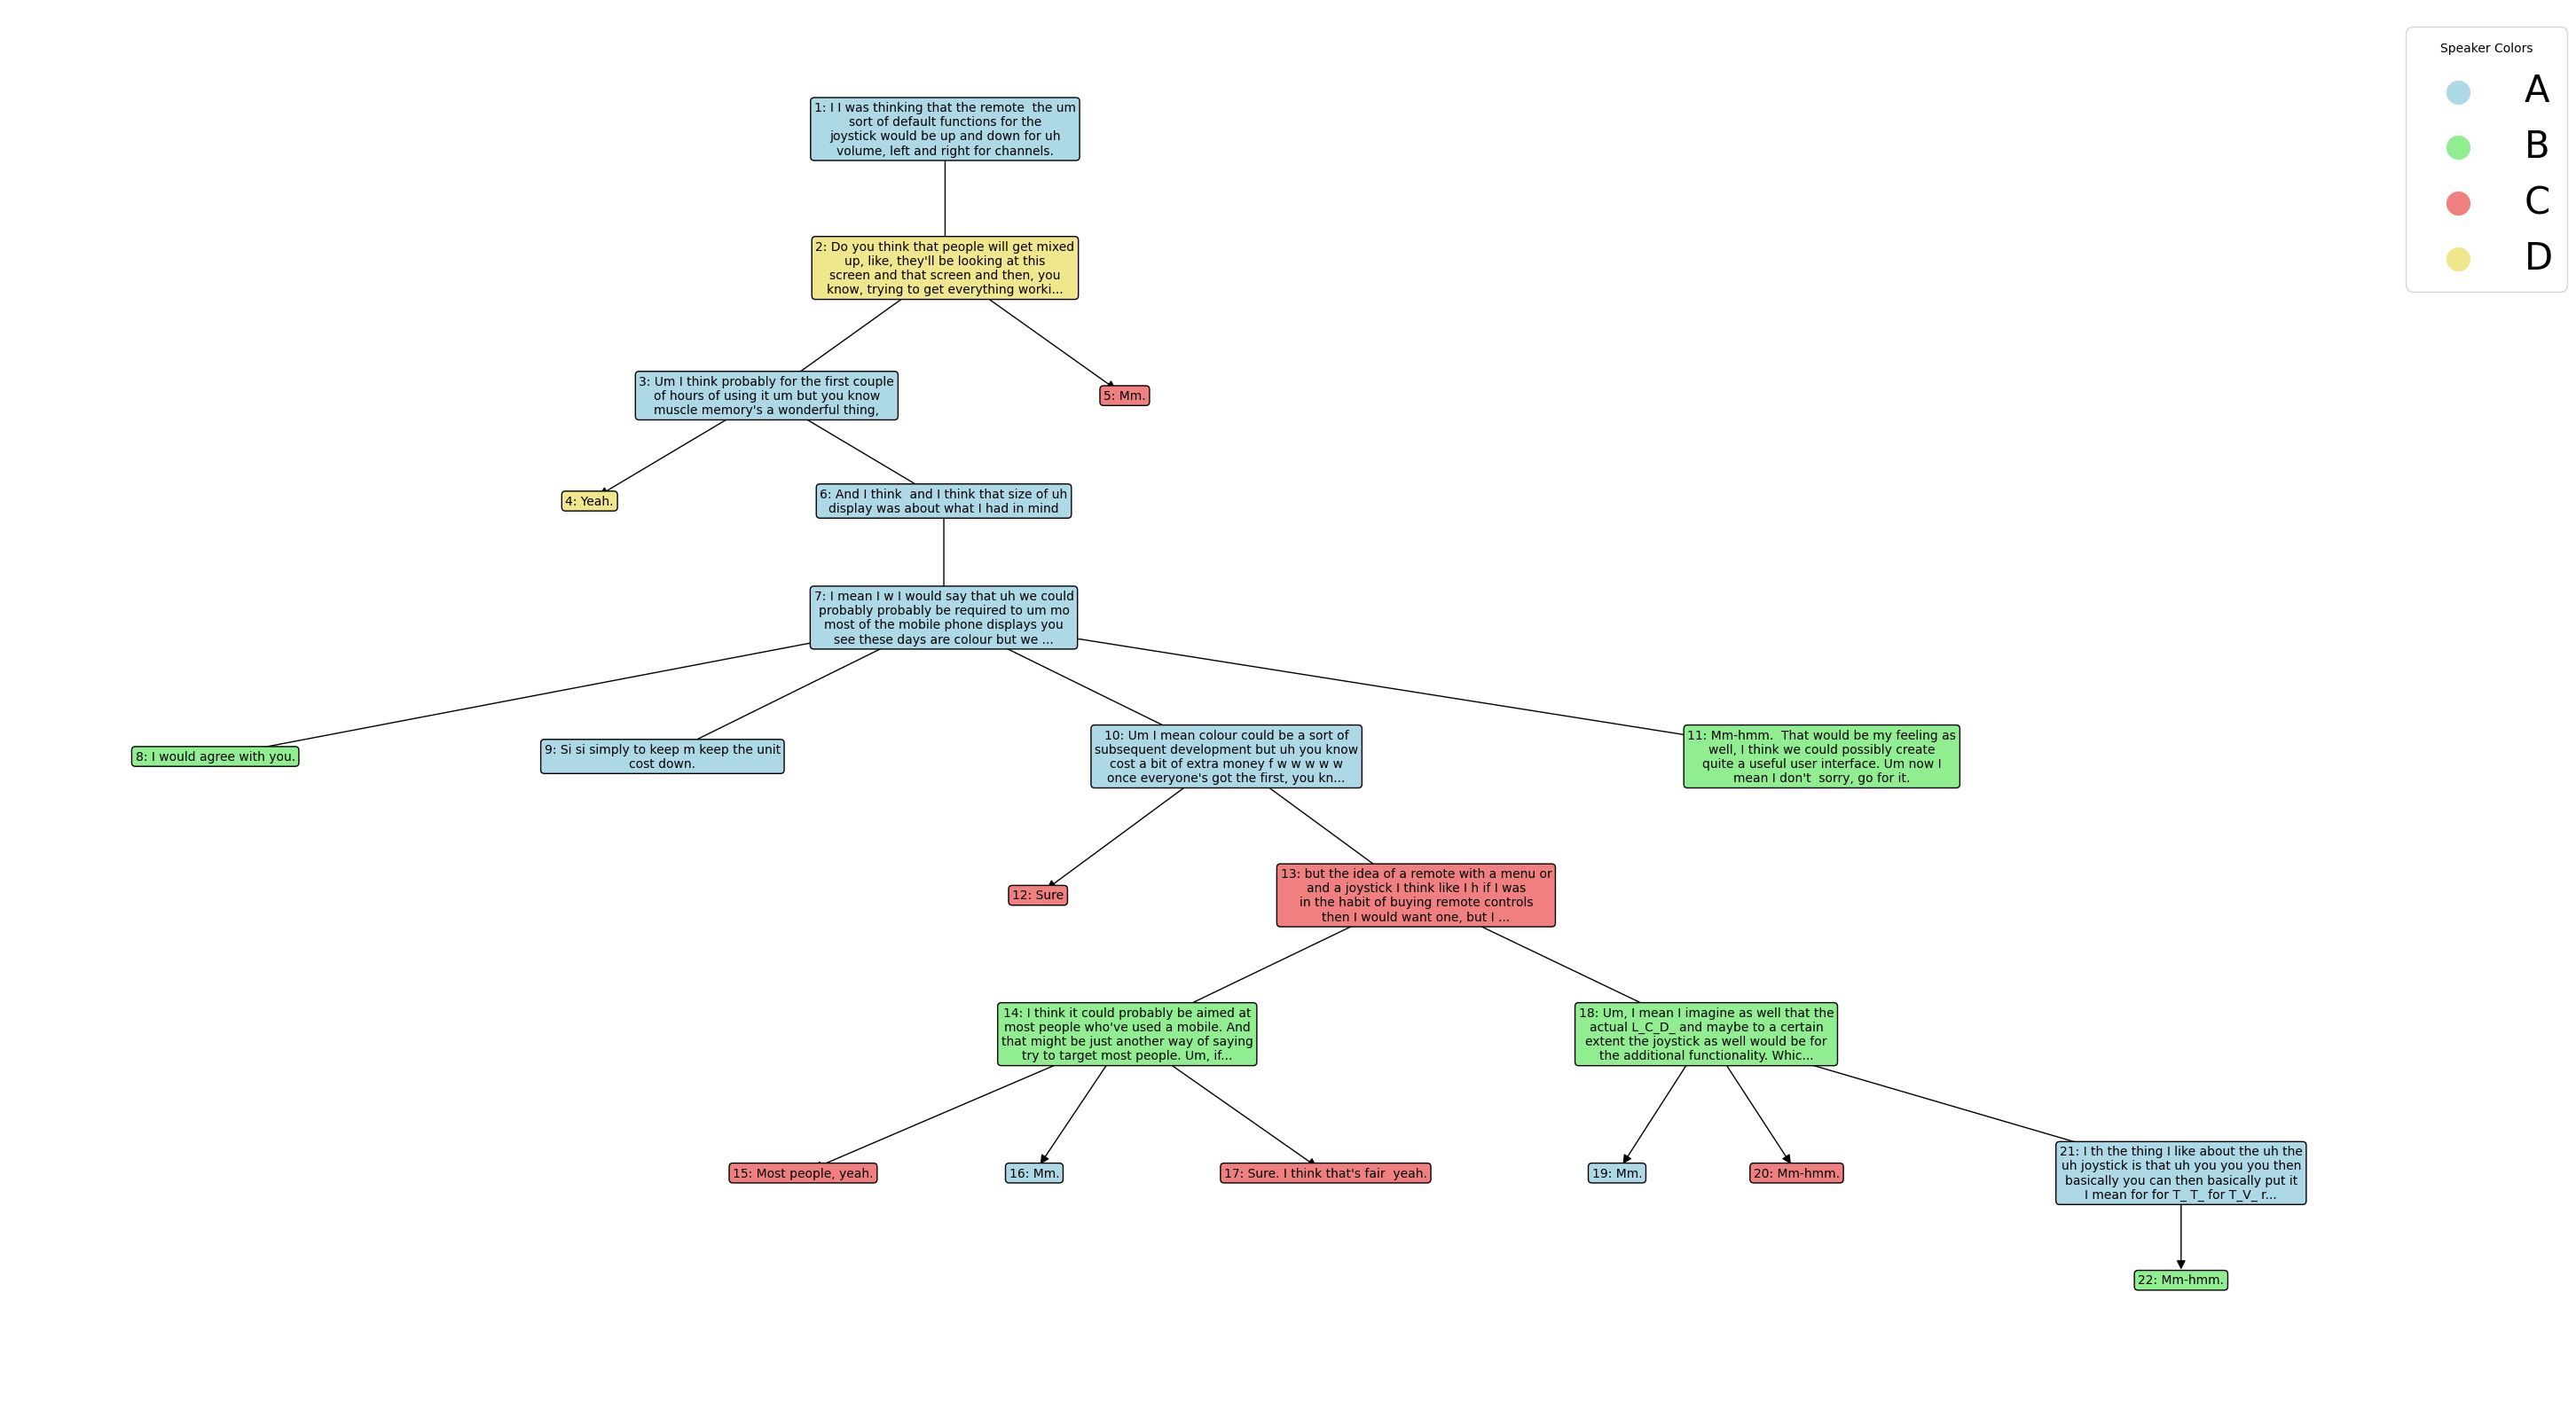 Speaker Colors
A
B
C
D
1: I I was thinking that the remote  the um
sort of default functions for the
joystick would be up and down for uh
volume, left and right for channels.
2: Do you think that people will get mixed
up, like, they'll be looking at this
screen and that screen and then, you
know, trying to get everything worki...
3: Um I think probably for the first couple
of hours of using it um but you know
muscle memory's a wonderful thing,
5: Mm.
4: Yeah.
6: And I think  and I think that size of uh
display was about what I had in mind
7: I mean I w I would say that uh we could
probably probably be required to um mo
most of the mobile phone displays you
see these days are colour but we ...
8: I would agree with you.
9: Si si simply to keep m keep the unit
cost down.
10: Um I mean colour could be a sort of
subsequent development but uh you know
cost a bit of extra money f w w w w w
once everyone's got the first, you kn...
11: Mm-hmm.  That would be my feeling as
well, I think we could possibly create
quite a useful user interface. Um now I
mean I don't  sorry, go for it.
12: Sure
13: but the idea of a remote with a menu or
and a joystick I think like I h if I was
in the habit of buying remote controls
then I would want one, but I ...
14: I think it could probably be aimed at
most people who've used a mobile. And
that might be just another way of saying
try to target most people. Um, if...
18: Um, I mean I imagine as well that the
actual L_C_D_ and maybe to a certain
extent the joystick as well would be for
the additional functionality. Whic...
15: Most people, yeah.
16: Mm.
17: Sure. I think that's fair  yeah.
19: Mm.
20: Mm-hmm.
21: I th the thing I like about the uh the
uh joystick is that uh you you you then
basically you can then basically put it
I mean for for T_ T_ for T_V_ r...
22: Mm-hmm.